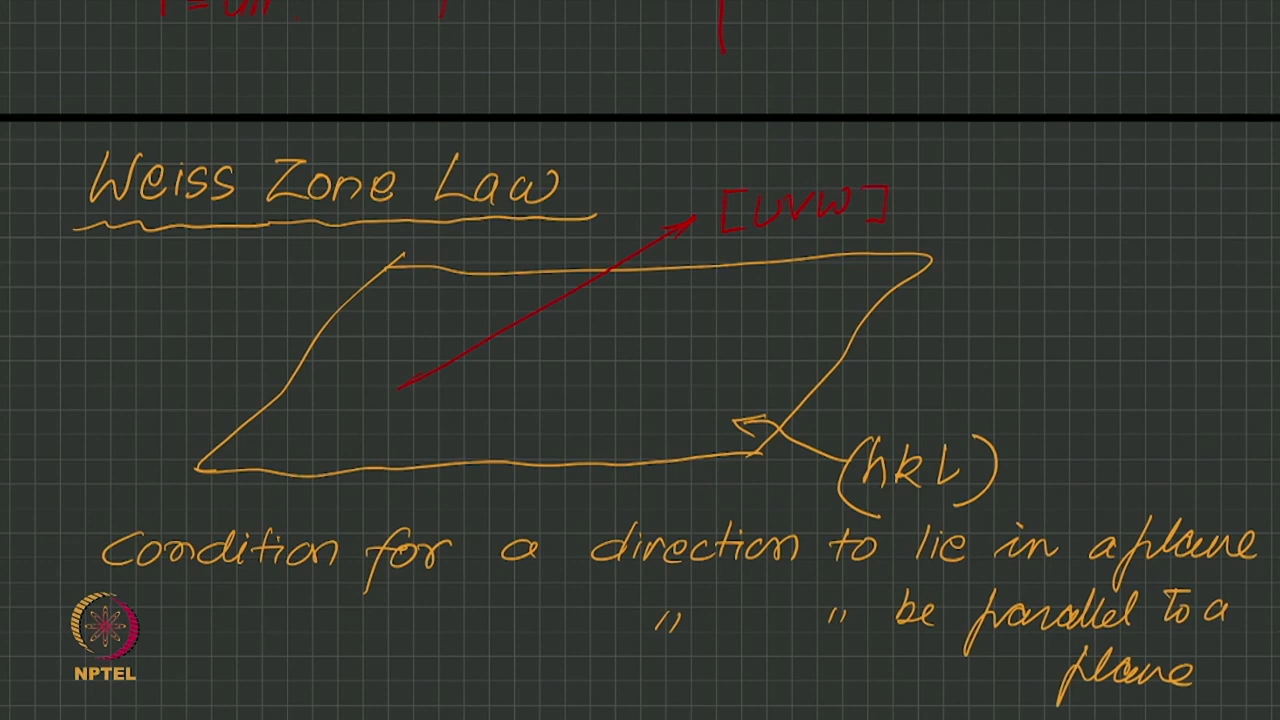 Weiss Zone Law
[UVW]
(hkl)
Condition for a direction to lie in a plane
" " be parallel to a
plane
NPTEL